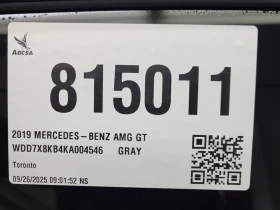 ADESA
815011
2019 MERCEDES-BENZ AMG GT
WDD7X8KB4KA004546 GRAY
Toronto
09/26/2025 09:01:52 NS